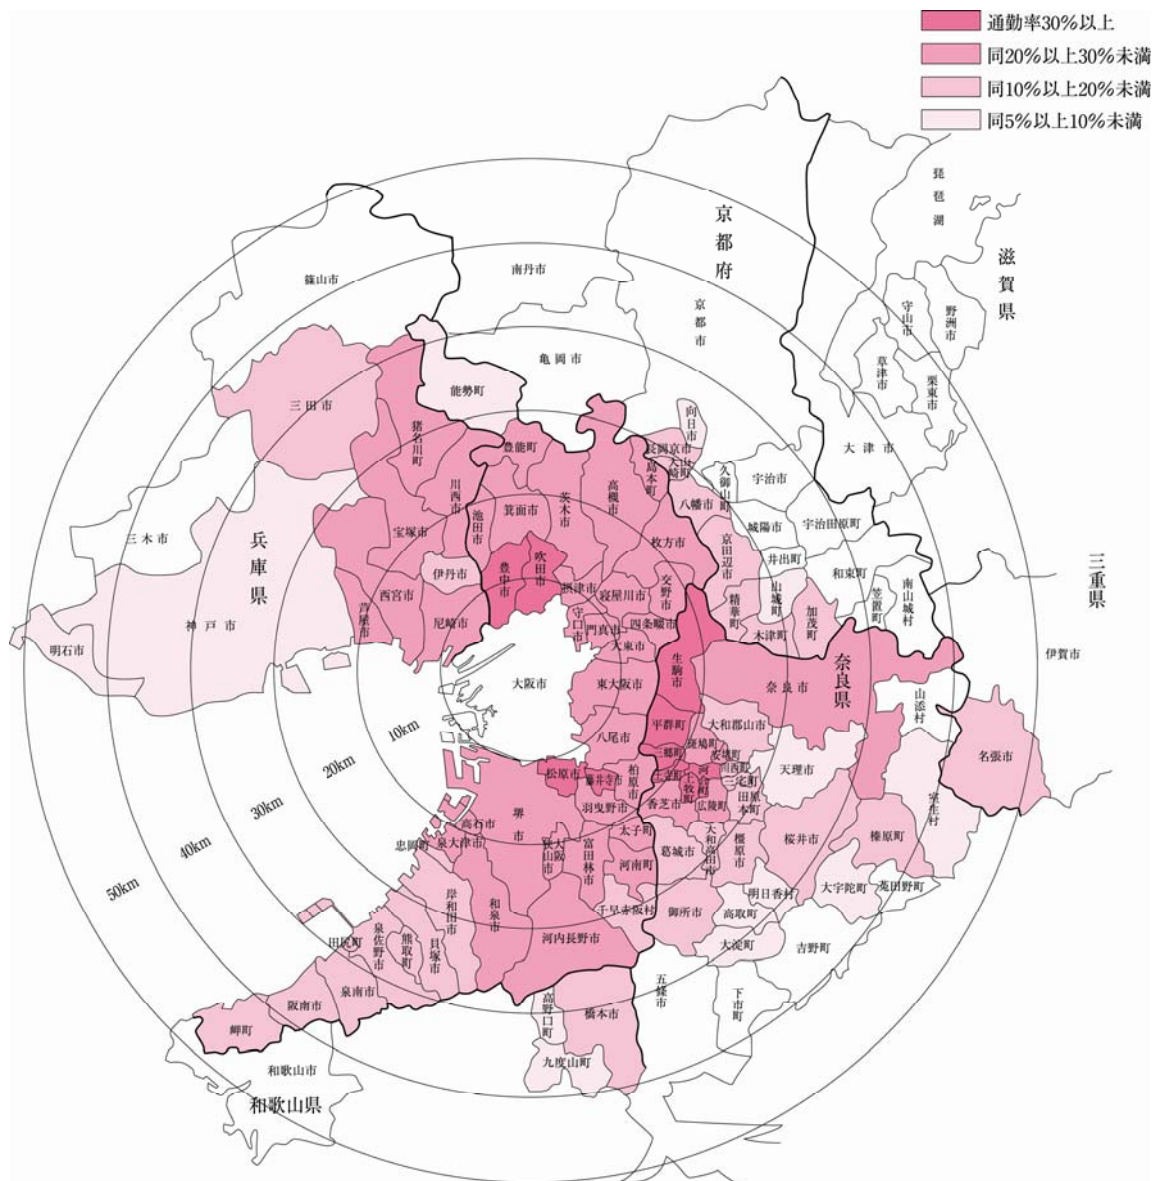 通勤率30%以上
同20%以上30%未満
同10%以上20%未満
同5%以上10%未満
琵琶湖
京都府
滋賀県
南丹市
篠山市
京都市
守山市
野洲市
亀岡市
草津市
栗東市
能勢町
三田市
向日市
猪名川町
豊能町
長岡京市
大山崎町
島本町
大津市
久御山町
宇治市
川西市
茨木市
高槻市
八幡市
池田市
箕面市
城陽市
宇治田原町
宝塚市
枚方市
京田辺市
三木市
兵庫県
井出町
和東町
三重県
伊丹市
豊中市
吹田市
摂津市
寝屋川市
交野市
山城町
笠置町
南山城村
西宮市
精華町
加茂町
芦屋市
尼崎市
守口市
門真市
四条畷市
木津町
神戸市
大東市
明石市
伊賀市
生駒市
奈良県
大阪市
東大阪市
奈良市
山添村
平群町
大和郡山市
10km
八尾市
斑鳩町
三郷町
安堵町
名張市
20km
松原市
藤井寺市
柏原市
王寺町
河合町
川西町
三宅町
天理市
上牧町
30km
羽曳野市
香芝市
広陵町
田原本町
室生村
堺市
高石市
太子町
大和高田市
橿原市
桜井市
榛原町
40km
忠岡町
泉大津市
大阪狭山市
富田林市
河南町
葛城市
50km
岸和田市
和泉市
明日香村
大宇陀町
菟田野町
千早赤阪村
御所市
高取町
田尻町
泉佐野市
熊取町
貝塚市
河内長野市
大淀町
吉野町
泉南市
阪南市
五條市
下市町
高野口町
橋本市
岬町
九度山町
和歌山市
和歌山県